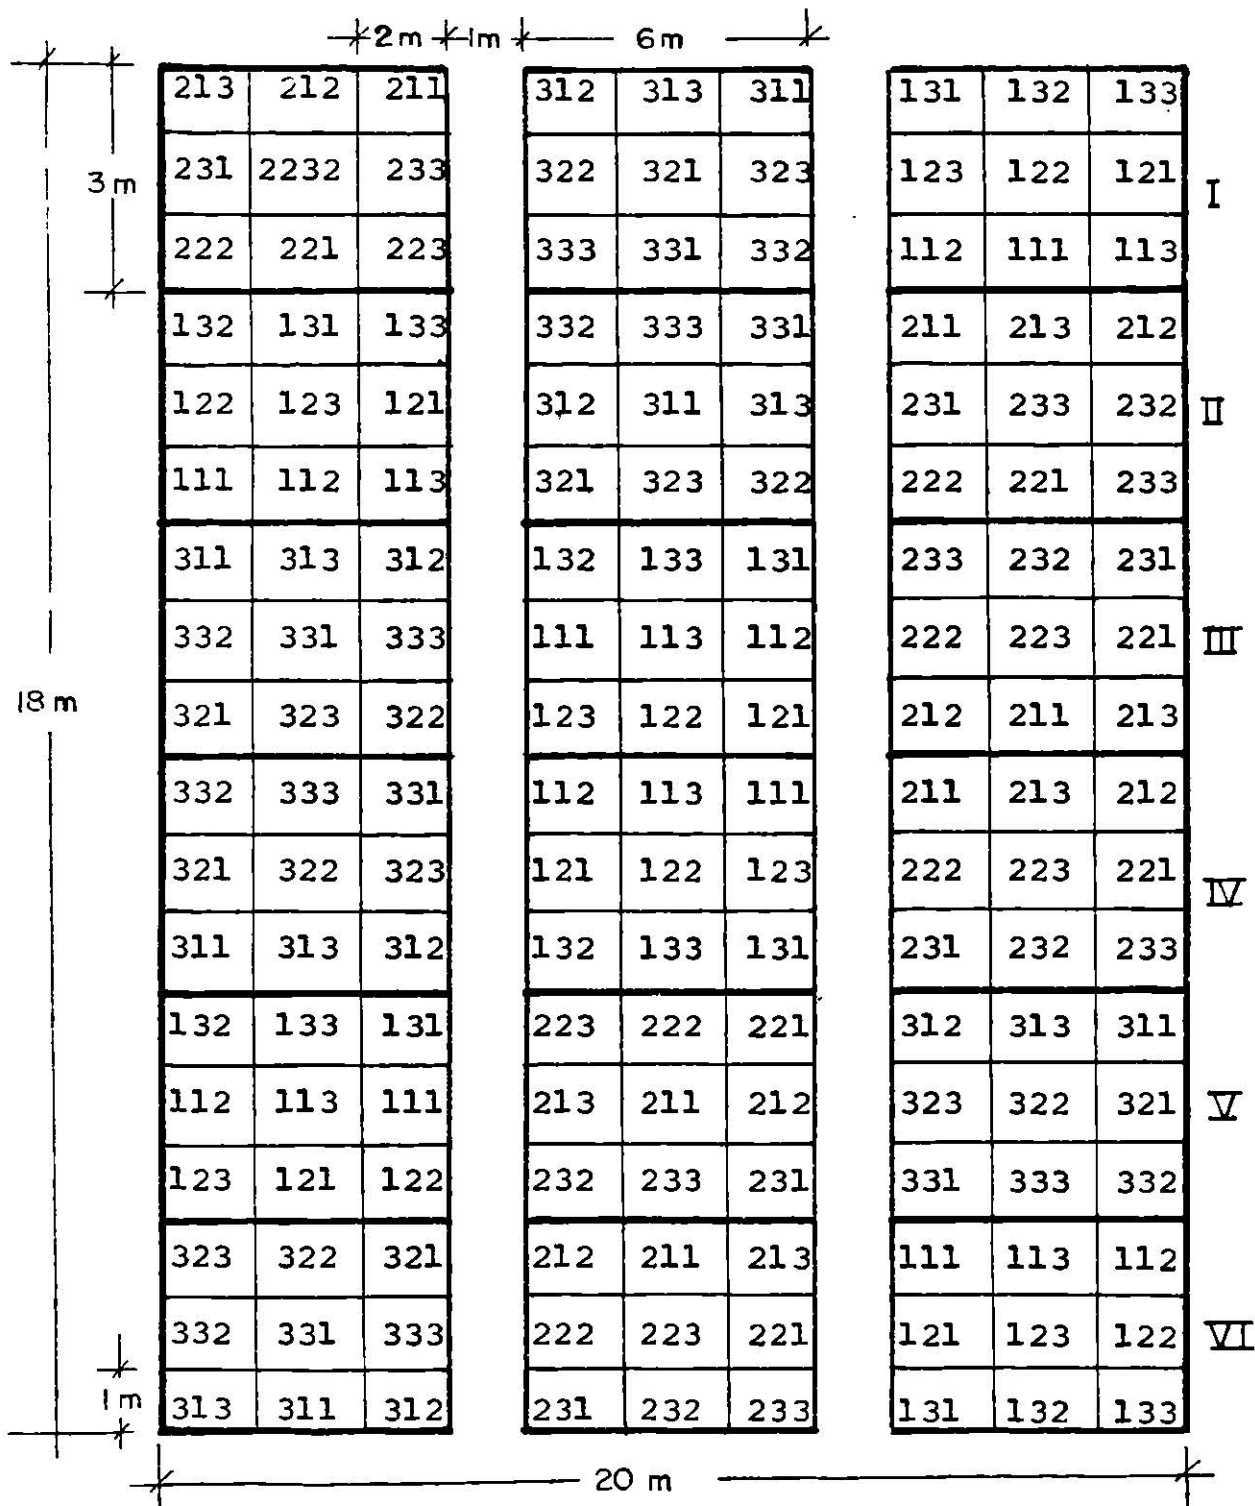 2m 1m 6m
213 212 211 312 313 311 131 132 133
3m 231 2232 233 322 321 323 123 122 121 I
222 221 223 333 331 332 112 111 113
132 131 133 332 333 331 211 213 212
122 123 121 312 311 313 231 233 232 II
111 112 113 321 323 322 222 221 233
311 313 312 132 133 131 233 232 231
332 331 333 111 113 112 222 223 221 III
18 m 321 323 322 123 122 121 212 211 213
332 333 331 112 113 111 211 213 212
321 322 323 121 122 123 222 223 221 IV
311 313 312 132 133 131 231 232 233
132 133 131 223 222 221 312 313 311
112 113 111 213 211 212 323 322 321 V
123 121 122 232 233 231 331 333 332
323 322 321 212 211 213 111 113 112
332 331 333 222 223 221 121 123 122 VI
1m 313 311 312 231 232 233 131 132 133
20 m